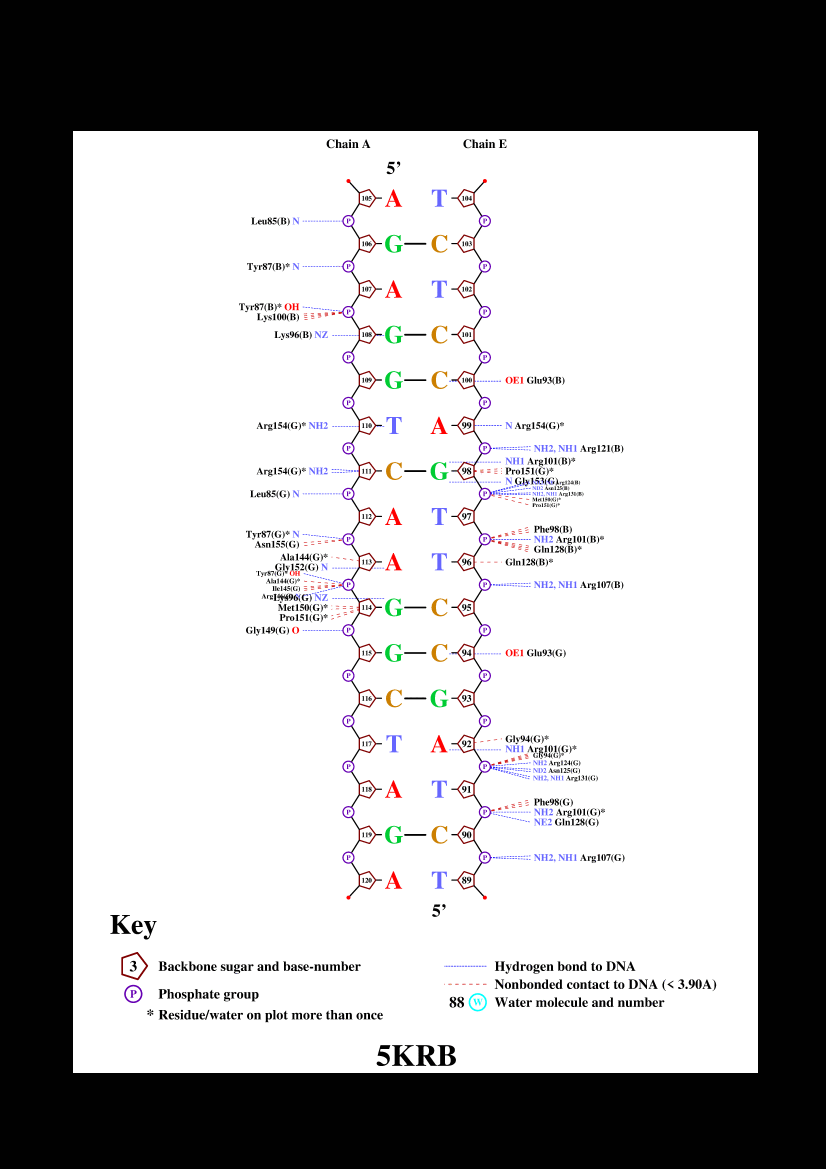 Chain A Chain E
5'
105 A T 104
P P
Leu85(B) N
106 G C 103
Tyr87(B)* N P P
107 A T 102
Tyr87(B)* OH P P
Lys100(B)
Lys96(B) NZ 108 G C 101
P P
109 G C 100 OE1 Glu93(B)
P P
Arg154(G)* NH2 110 T A 99 N Arg154(G)*
P P NH2, NH1 Arg121(B)
NH1 Arg101(B)*
Arg154(G)* NH2 111 C G 98 Pro151(G)*
N Gly153(G)
Arg124(B)
ND2 Asn125(B)
Leu85(G) N P P NH2, NH1 Arg131(B)
Met150(G)*
Pro151(G)*
112 A T 97
Phe98(B)
Tyr87(G)* N P P NH2 Arg101(B)*
Asn155(G) Gln128(B)*
Ala144(G)* 113 A T 96 Gln128(B)*
Gly152(G) N
Tyr87(G)* OH
Ala144(G)* P P NH2, NH1 Arg107(B)
Ile145(G)
Lys96(G) NZ
Met150(G)* 114 G C 95
Pro151(G)*
Gly149(G) O P P
115 G C 94 OE1 Glu93(G)
P P
116 C G 93
P P
117 T A 92 Gly94(G)*
NH1 Arg101(G)*
Gly94(G)*
P P NH2 Arg124(G)
ND2 Asn125(G)
NH2, NH1 Arg131(G)
118 A T 91
Phe98(G)
P P NH2 Arg101(G)*
NE2 Gln128(G)
119 G C 90
P P NH2, NH1 Arg107(G)
120 A T 89
5'
Key
3 Backbone sugar and base-number
P Phosphate group
* Residue/water on plot more than once
Hydrogen bond to DNA
Nonbonded contact to DNA (< 3.90A)
88 W Water molecule and number
5KRB